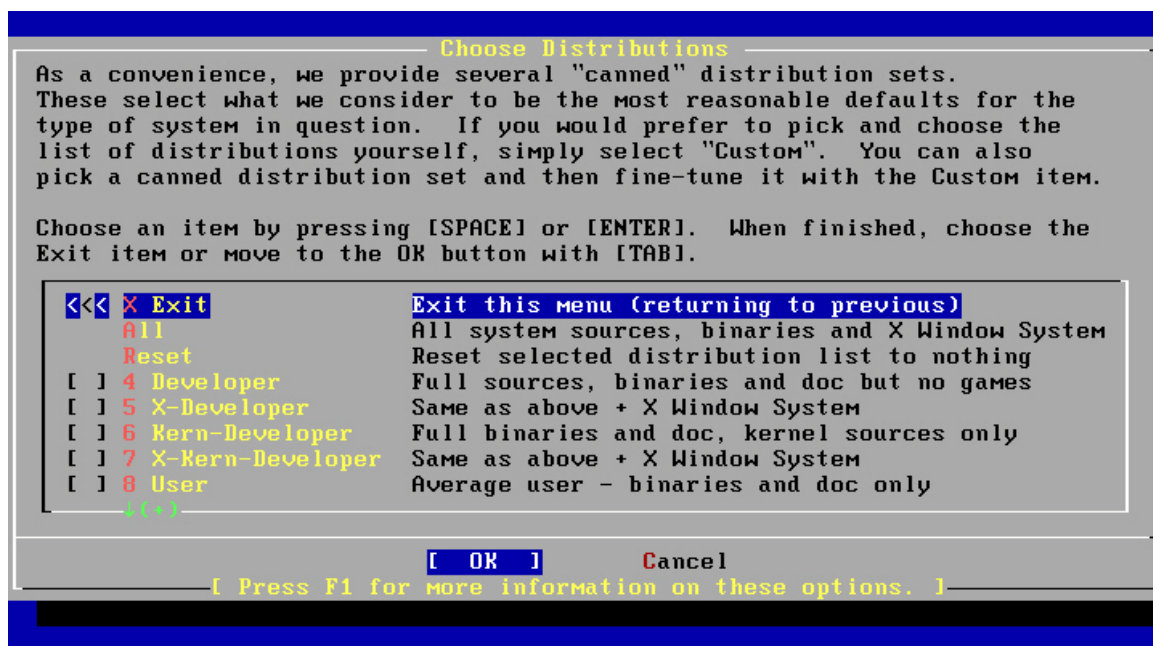 Choose Distributions
As a convenience, we provide several "canned" distribution sets.
These select what we consider to be the most reasonable defaults for the
type of system in question.  If you would prefer to pick and choose the
list of distributions yourself, simply select "Custom".  You can also
pick a canned distribution set and then fine-tune it with the Custom item.
Choose an item by pressing [SPACE] or [ENTER].  When finished, choose the
Exit item or move to the OK button with [TAB].
<<< X Exit Exit this menu (returning to previous)
All All system sources, binaries and X Window System
Reset Reset selected distribution list to nothing
[ ] 4 Developer Full sources, binaries and doc but no games
[ ] 5 X-Developer Same as above + X Window System
[ ] 6 Kern-Developer Full binaries and doc, kernel sources only
[ ] 7 X-Kern-Developer Same as above + X Window System
[ ] 8 User Average user - binaries and doc only
↓(+)
[ OK ] Cancel
[ Press F1 for more information on these options. ]